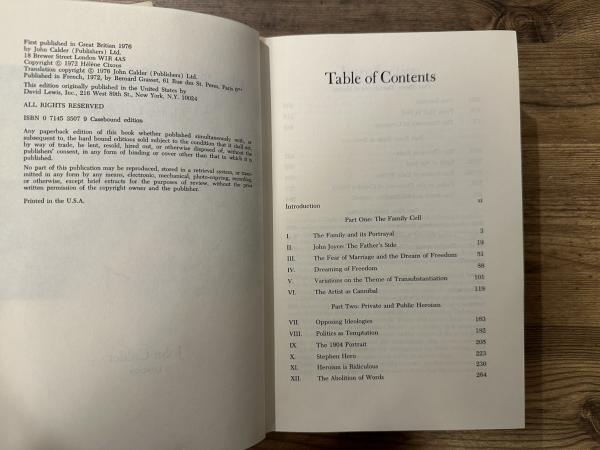 First published in Great Britian 1976
by John Calder (Publishers) Ltd.
18 Brewer Street London W1R 4AS
Copyright © 1972 Hélène Cixous
Translation copyright © 1976 John Calder (Publishers) Ltd.
Published in French, 1972, by Bernard Grasset, 61 Rue des St. Peres, Paris
This edition originally published in the United States by
David Lewis, Inc., 216 West 89th St., New York, N.Y. 10024
ALL RIGHTS RESERVED
ISBN 0 7145 3507 9 Casebound edition
Any paperback edition of this book whether published simultaneously with, or
subsequent to, the hard bound editions sold subject to the condition that it shall not,
by way of trade, be lent, resold, hired out, or otherwise disposed of, without the
publishers' consent, in any form of binding or cover other than that in which it is
published.
No part of this publication may be reproduced, stored in a retrieval system, or trans-
mitted in any form by any means, electronic, mechanical, photo-copying, recording,
or otherwise, except brief extracts for the purposes of review, without the prior
written permission of the copyright owner and the publisher.
Printed in the U.S.A.
Table of Contents
Introduction xi
Part One: The Family Cell
I. The Family and its Portrayal 3
II. John Joyce: The Father's Side 19
III. The Fear of Marriage and the Dream of Freedom 51
IV. Dreaming of Freedom 88
V. Variations on the Theme of Transubstantiation 101
VI. The Artist as Cannibal 119
Part Two: Private and Public Heroism
VII. Opposing Ideologies 163
VIII. Politics as Temptation 182
IX. The 1904 Portrait 205
X. Stephen Hero 223
XI. Heroism is Ridiculous 230
XII. The Abolition of Words 264